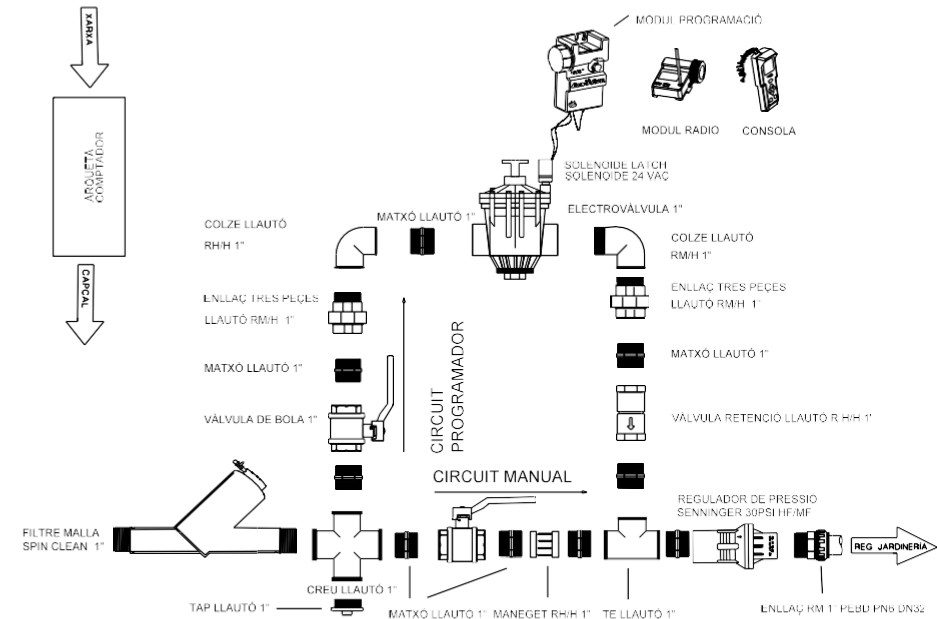 XARXA
MODUL PROGRAMACIÓ
MODUL RADIO
CONSOLA
ARQUETA
COMPTADOR
SOLENOIDE LATCH
SOLENOIDE 24 VAC
MATXÓ LLAUTÓ 1"
ELECTROVÀLVULA 1"
COLZE LLAUTÓ
RH/H 1"
COLZE LLAUTÓ
RM/H 1"
CAPÇAL
ENLLAÇ TRES PEÇES
LLAUTÓ RM/H 1"
ENLLAÇ TRES PEÇES
LLAUTÓ RM/H 1"
MATXÓ LLAUTÓ 1"
MATXÓ LLAUTÓ 1"
CIRCUIT
PROGRAMADOR
VÀLVULA DE BOLA 1"
VÀLVULA RETENCIÓ LLAUTÓ R H/H 1'
CIRCUIT MANUAL
REGULADOR DE PRESSIO
SENNINGER 30PSI HF/MF
FILTRE MALLA
SPIN CLEAN 1"
REG JARDINERÍA
CREU LLAUTÓ 1"
TAP LLAUTÓ 1"
MATXÓ LLAUTO 1"
MANEGET RH/H 1"
TE LLAUTÓ 1"
ENLLAÇ RM 1" PEBD PN6 DN32